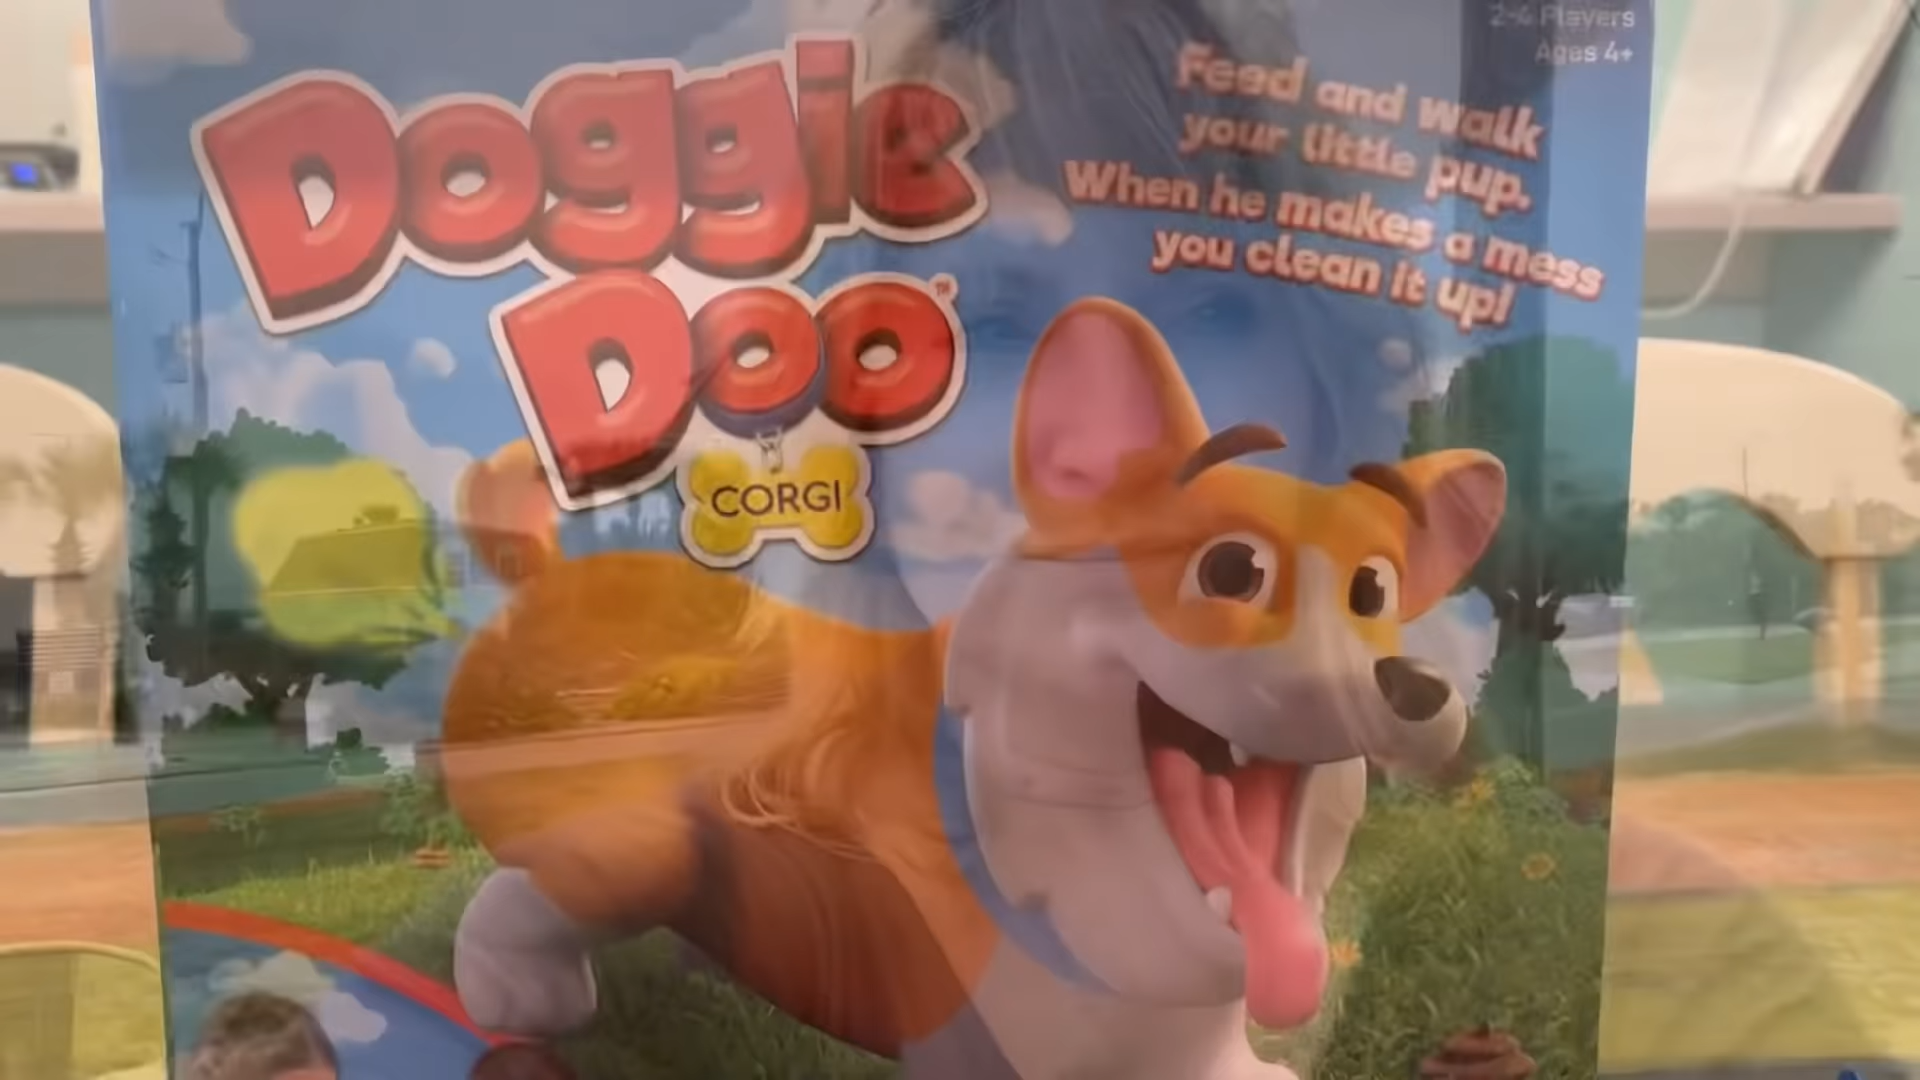 2-4 Players
Ages 4+
Doggie
Doo™
CORGI
Feed and walk
your little pup.
When he makes a mess
you clean it up!